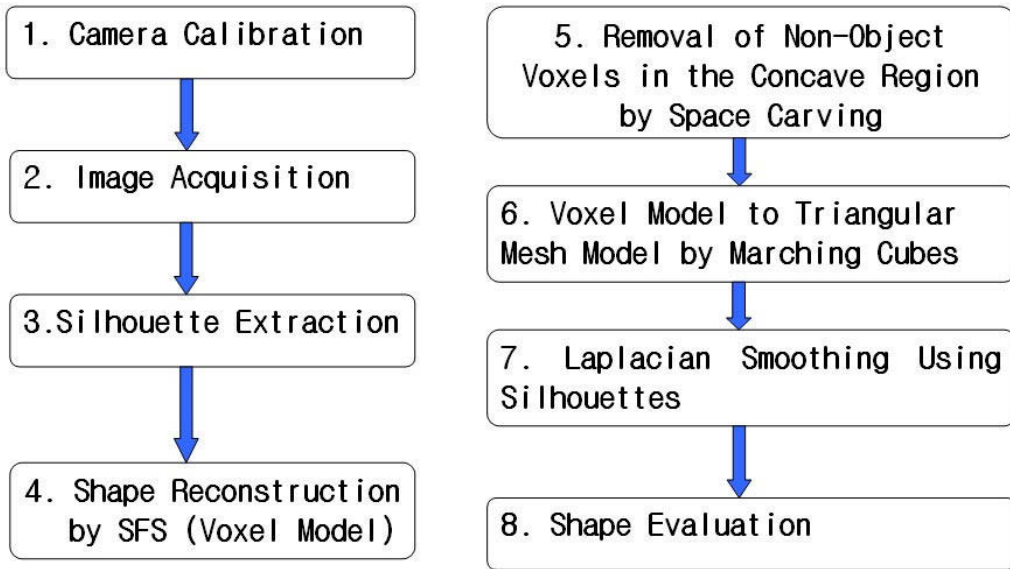 1. Camera Calibration
2. Image Acquisition
3.Silhouette Extraction
4. Shape Reconstruction
by SFS (Voxel Model)
5. Removal of Non-Object
Voxels in the Concave Region
by Space Carving
6. Voxel Model to Triangular
Mesh Model by Marching Cubes
7. Laplacian Smoothing Using
Silhouettes
8. Shape Evaluation